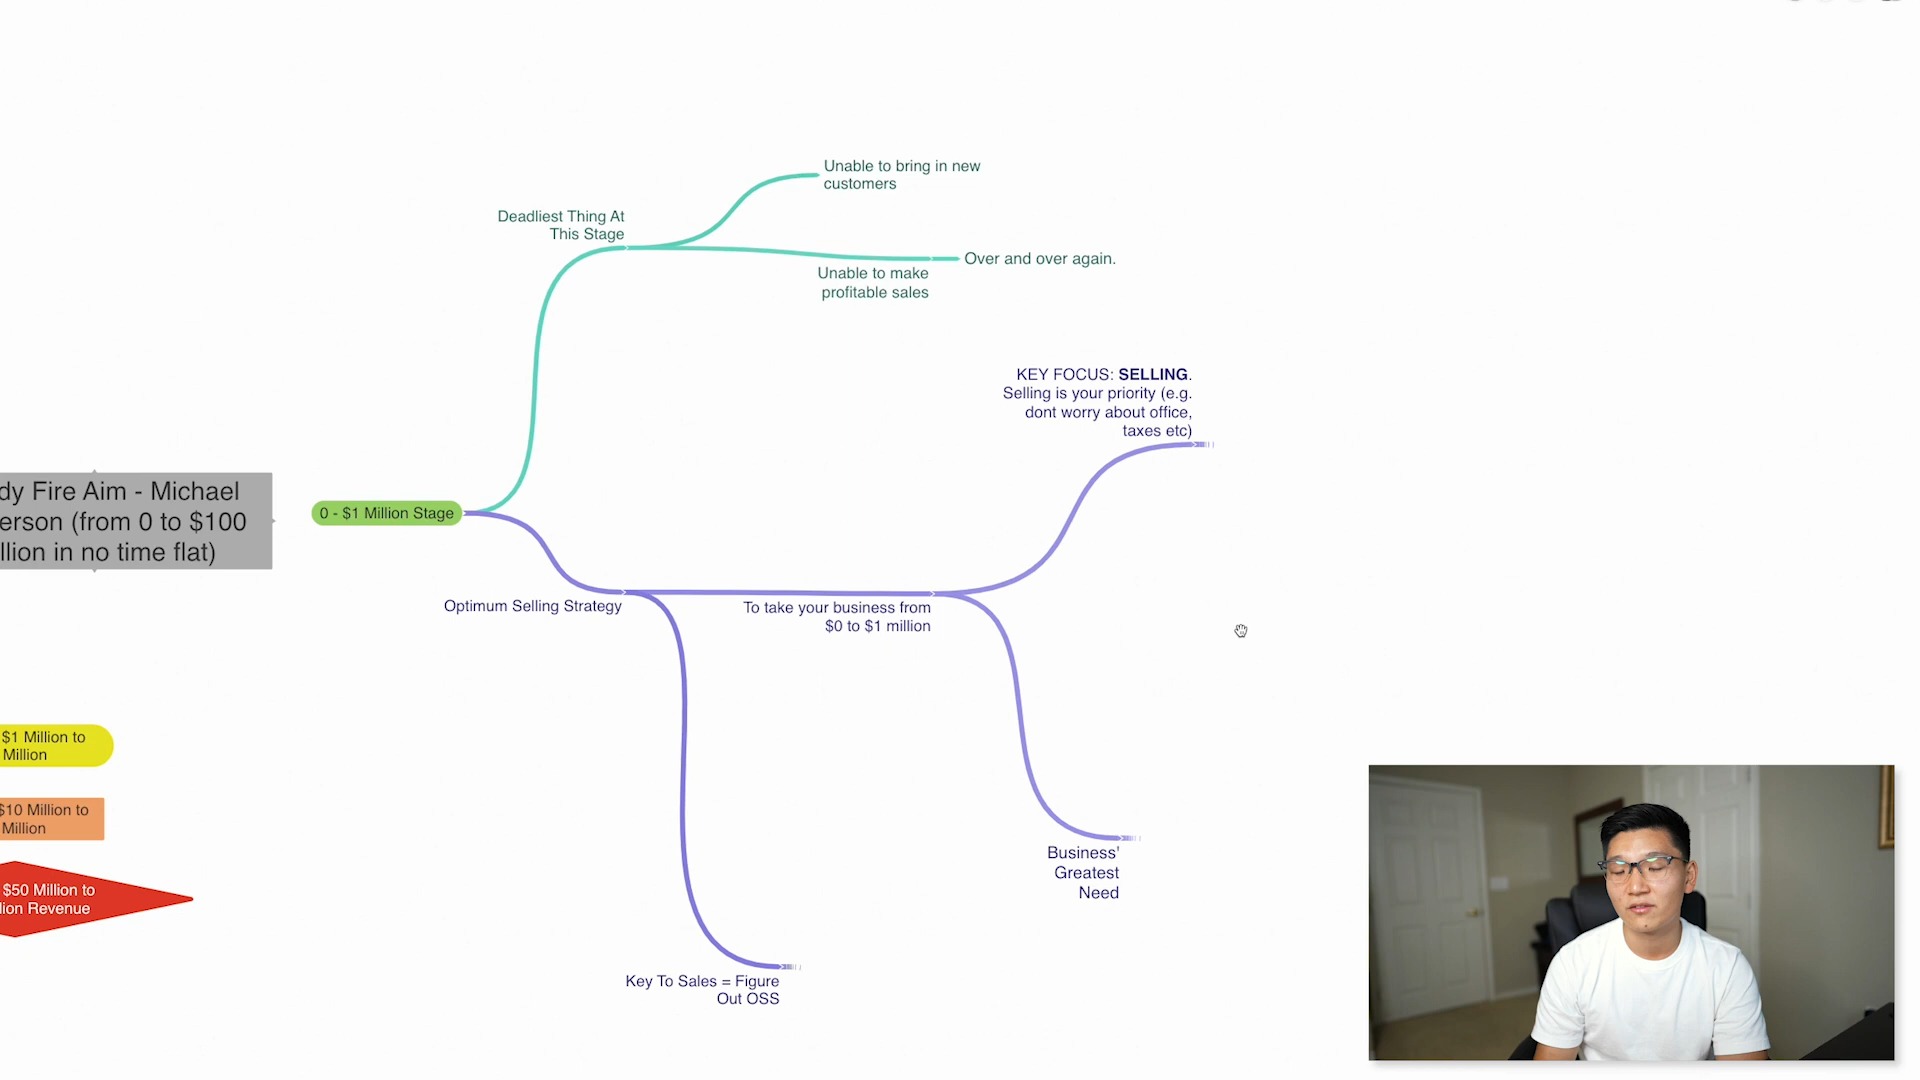 Unable to bring in new
customers
Deadliest Thing At
This Stage
Over and over again.
Unable to make
profitable sales
KEY FOCUS: SELLING.
Selling is your priority (e.g.
dont worry about office,
taxes etc)
dy Fire Aim - Michael
erson (from 0 to $100
llion in no time flat)
0 - $1 Million Stage
Optimum Selling Strategy
To take your business from
$0 to $1 million
$1 Million to
Million
$10 Million to
Million
$50 Million to
lion Revenue
Business'
Greatest
Need
Key To Sales = Figure
Out OSS